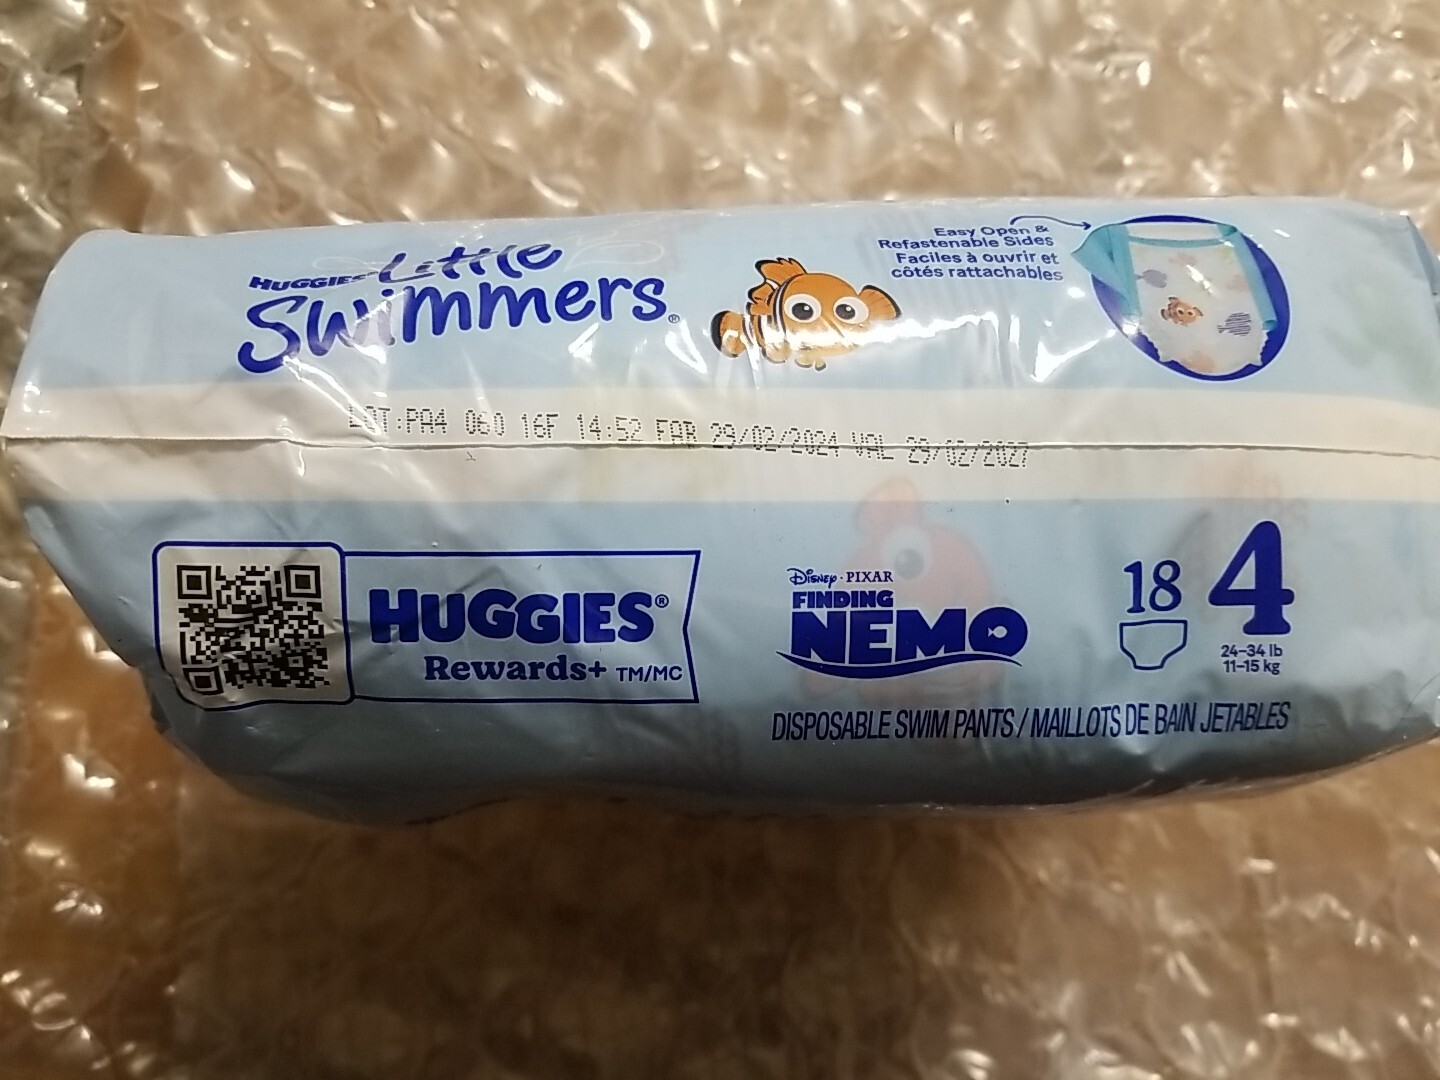 HUGGIES Little
Swimmers®
Easy Open &
Refastenable Sides
Faciles à ouvrir et
côtés rattachables
LOT:PA4 060 16F 14:52 FAB 29/02/2024 VAL 29/02/2027
HUGGIES®
Rewards+ TM/MC
Disney · PIXAR
FINDING
NEMO
18
4
24–34 lb
11–15 kg
DISPOSABLE SWIM PANTS / MAILLOTS DE BAIN JETABLES